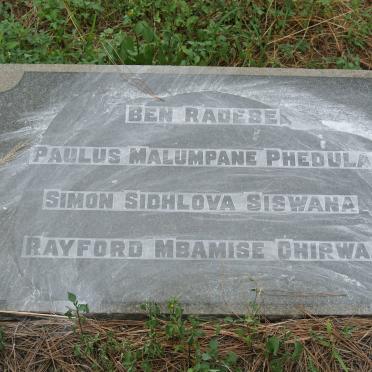 BEN RADEBE
PAULUS MALUMPANE PHEDULA
SIMON SIDHLOVA SISWANA
RAYFORD MBAMISE CHIRWA